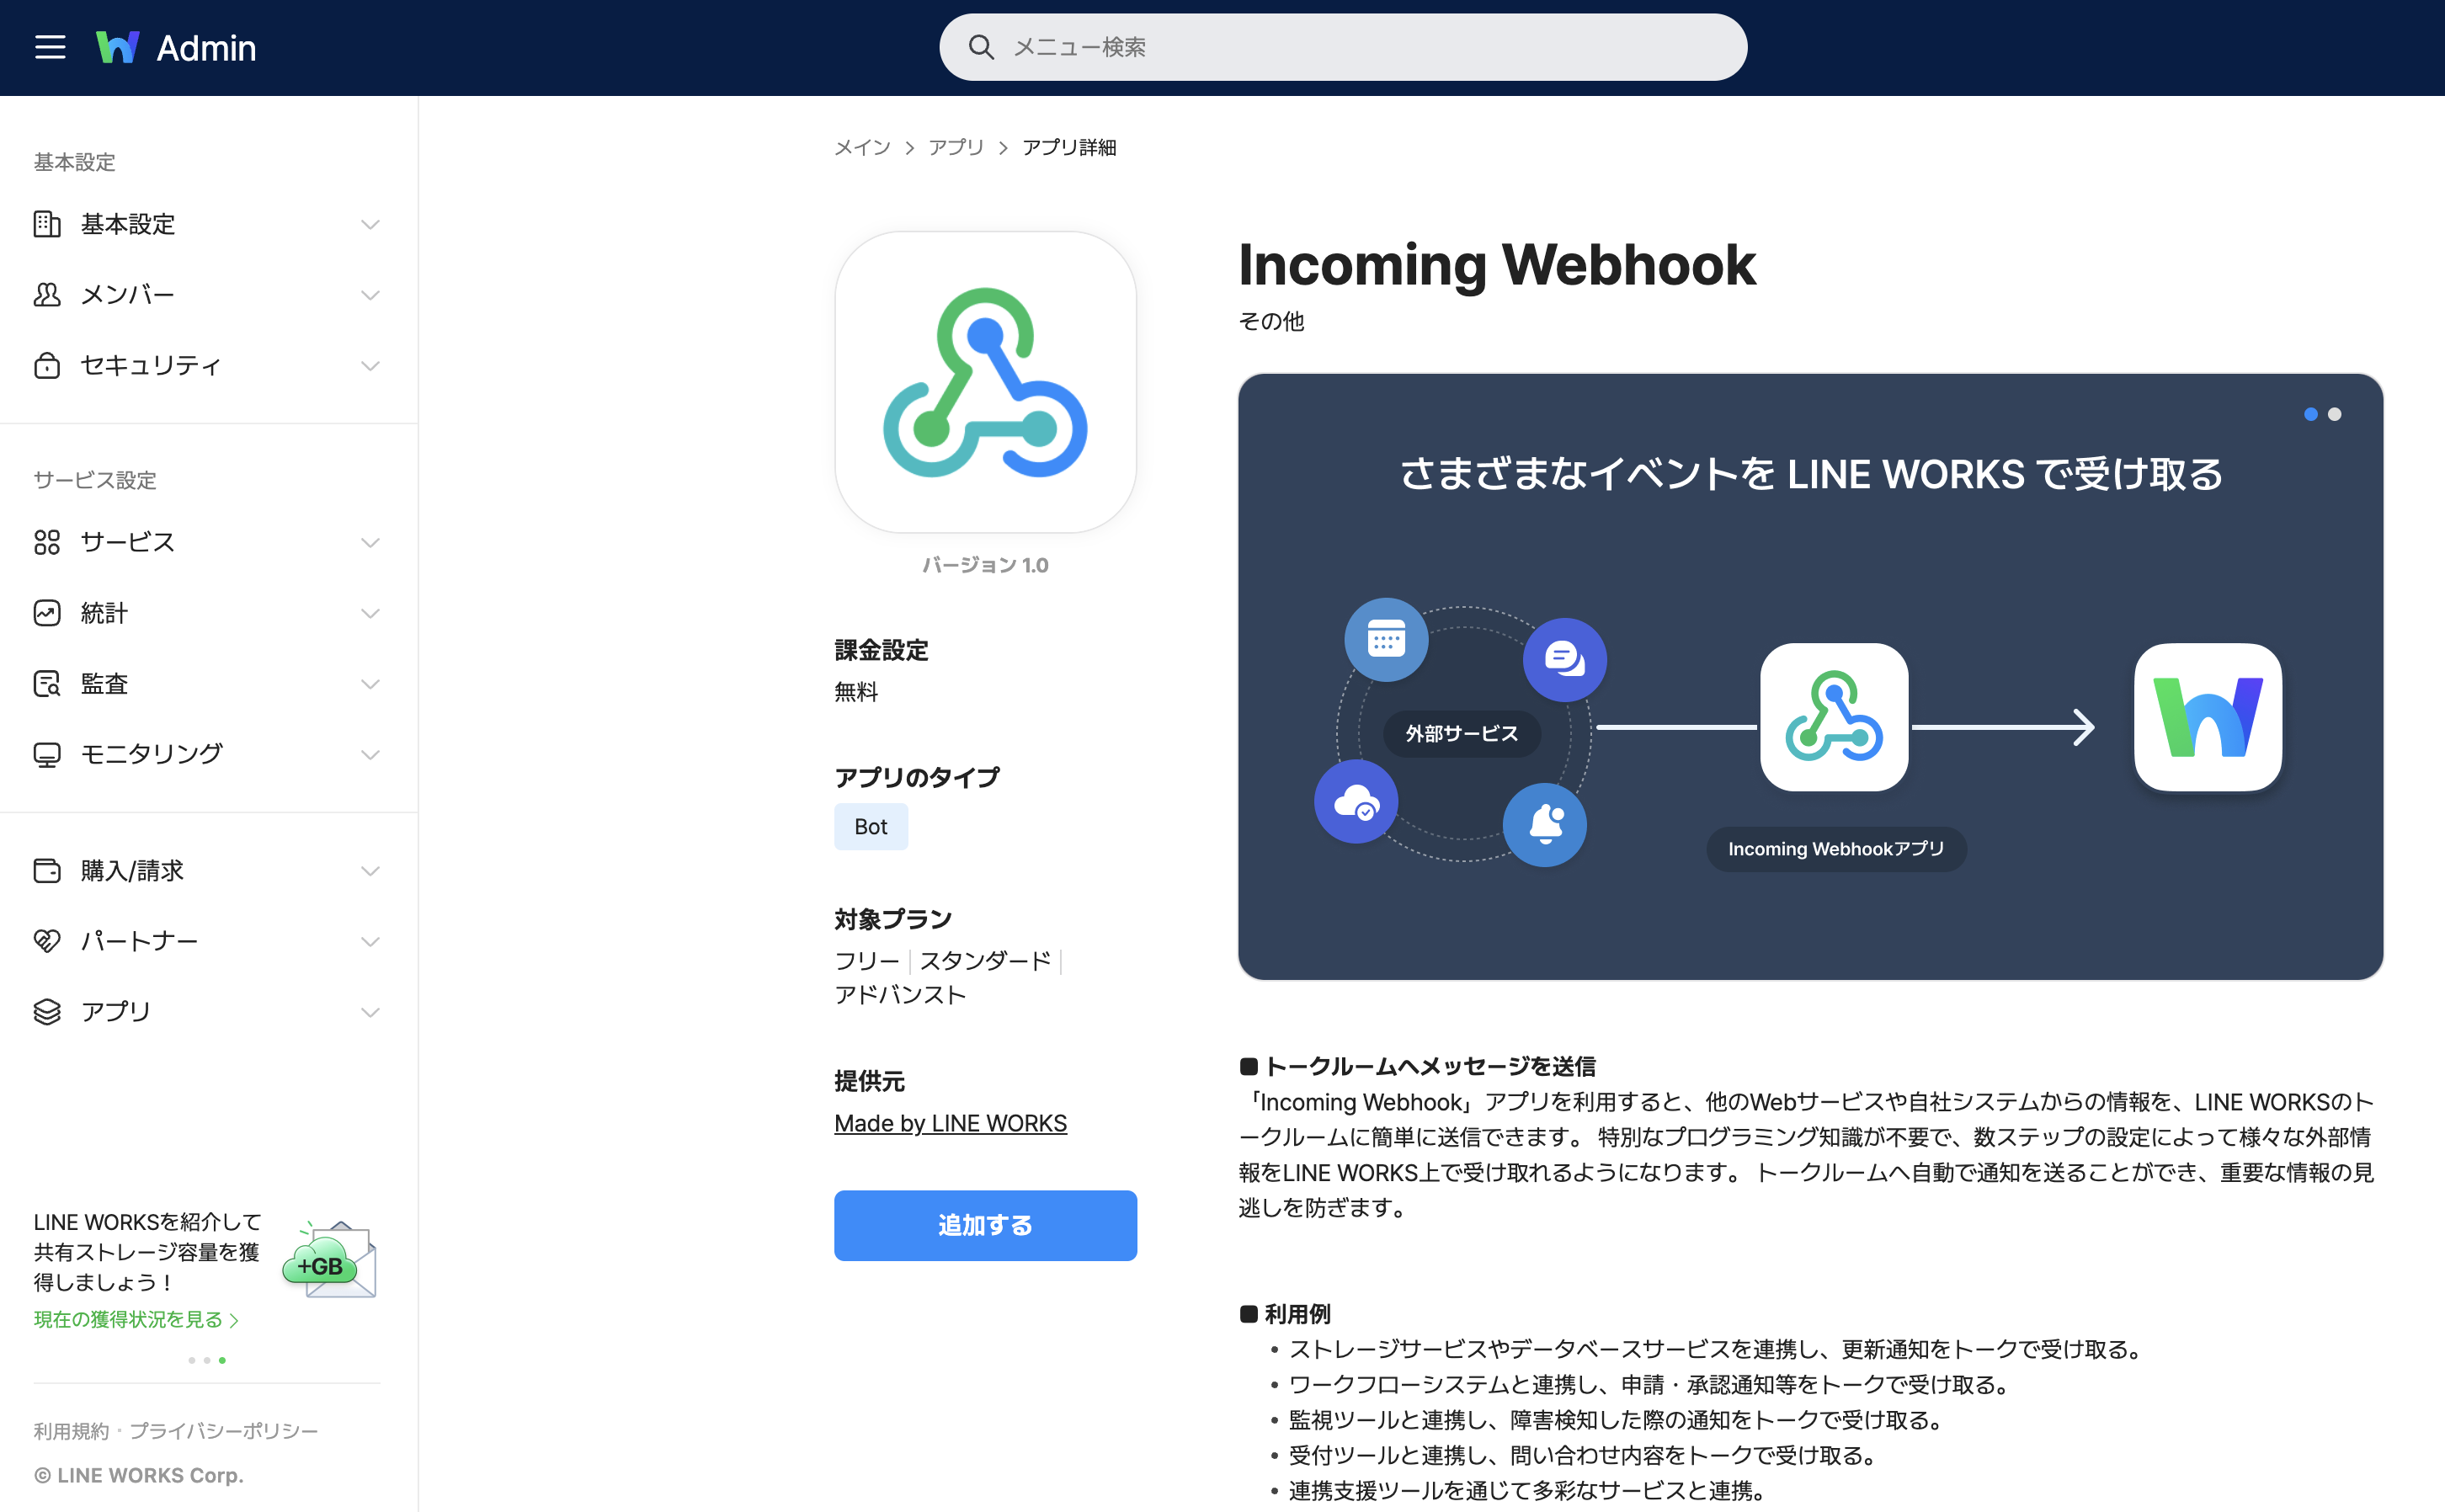 Admin
メニュー検索
基本設定
基本設定
メンバー
セキュリティ
サービス設定
サービス
統計
監査
モニタリング
購入/請求
パートナー
アプリ
LINE WORKSを紹介して
共有ストレージ容量を獲
得しましょう！
+GB
現在の獲得状況を見る
利用規約・プライバシーポリシー
© LINE WORKS Corp.
メイン > アプリ > アプリ詳細
バージョン 1.0
課金設定
無料
アプリのタイプ
Bot
対象プラン
フリー | スタンダード |
アドバンスト
提供元
Made by LINE WORKS
追加する
Incoming Webhook
その他
さまざまなイベントを LINE WORKS で受け取る
外部サービス
Incoming Webhookアプリ
■ トークルームへメッセージを送信
「Incoming Webhook」アプリを利用すると、他のWebサービスや自社システムからの情報を、LINE WORKSのト
ークルームに簡単に送信できます。 特別なプログラミング知識が不要で、数ステップの設定によって様々な外部情
報をLINE WORKS上で受け取れるようになります。 トークルームへ自動で通知を送ることができ、重要な情報の見
逃しを防ぎます。
■ 利用例
• ストレージサービスやデータベースサービスを連携し、更新通知をトークで受け取る。
• ワークフローシステムと連携し、申請・承認通知等をトークで受け取る。
• 監視ツールと連携し、障害検知した際の通知をトークで受け取る。
• 受付ツールと連携し、問い合わせ内容をトークで受け取る。
• 連携支援ツールを通じて多彩なサービスと連携。